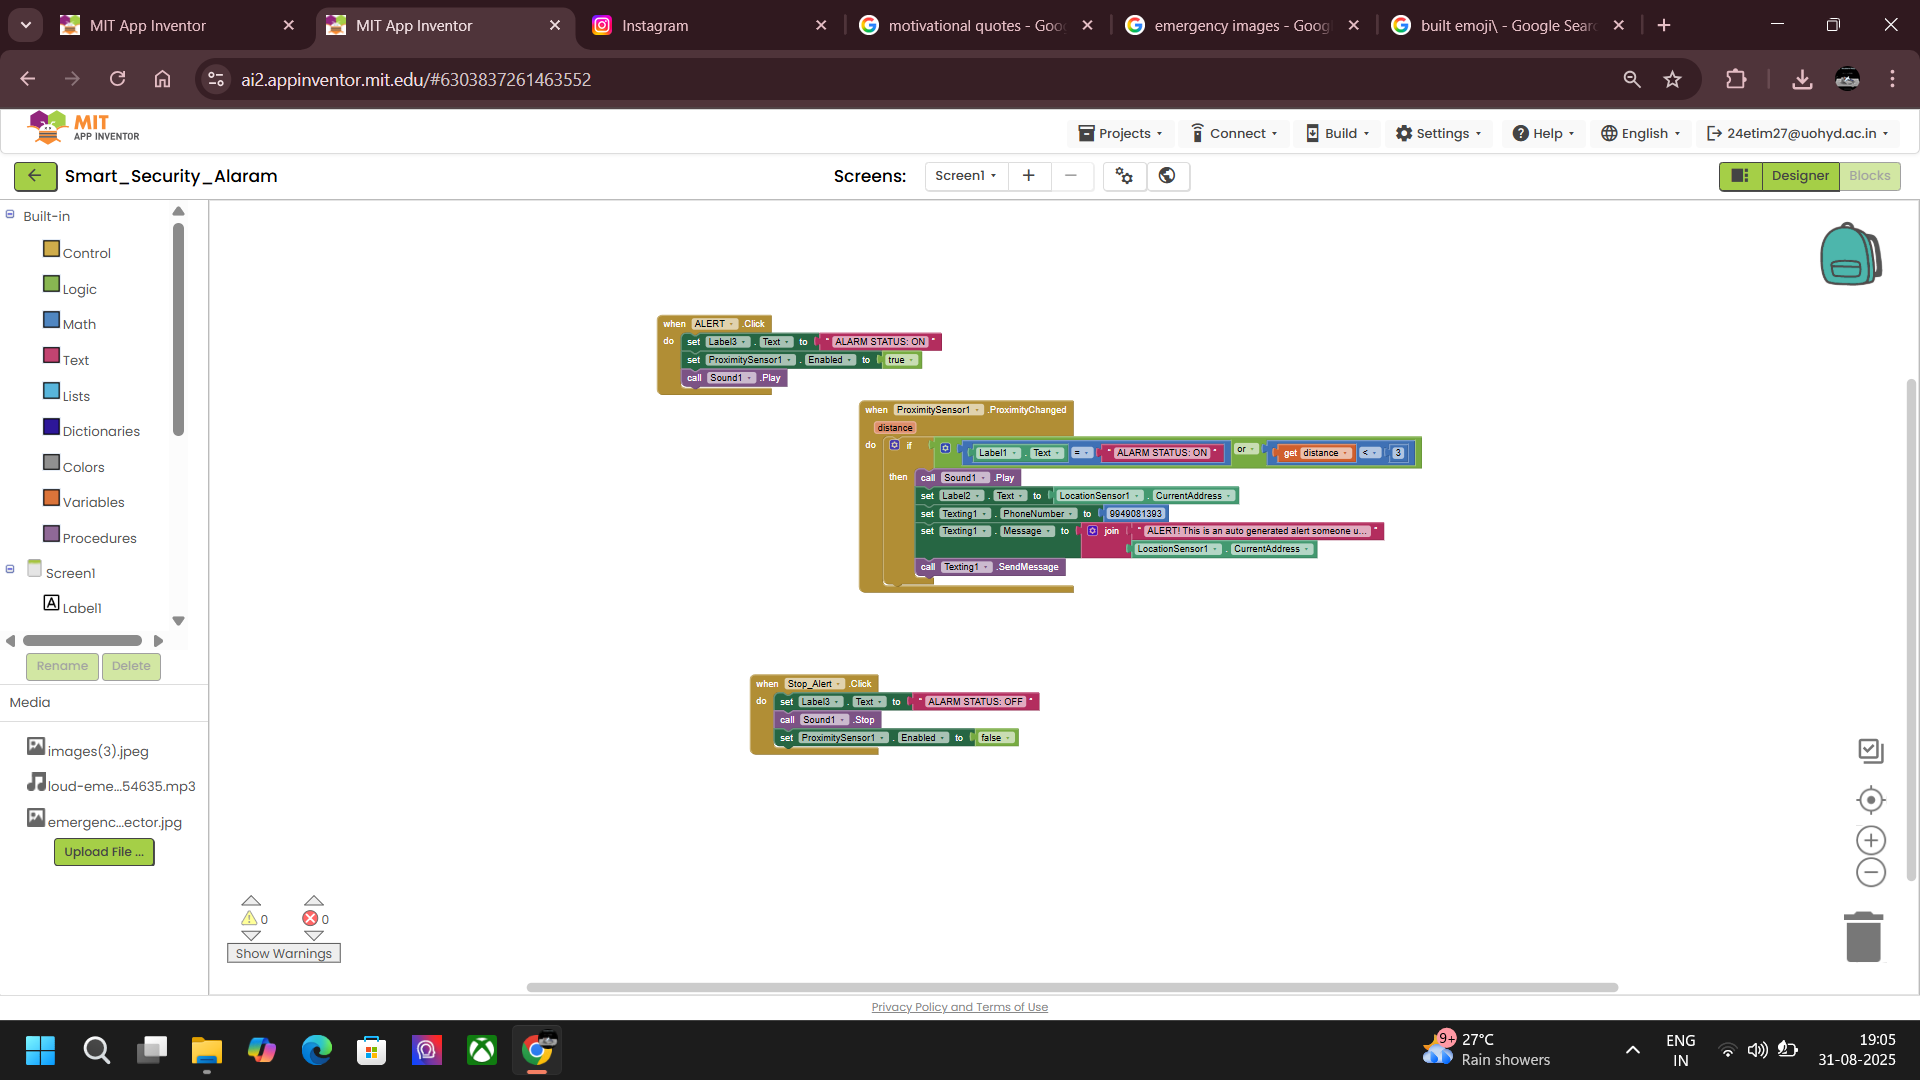 MIT App Inventor
MIT App Inventor
Instagram
motivational quotes - Goo
emergency images - Googl
built emoji\ - Google Sear
ai2.appinventor.mit.edu/#6303837261463552
MIT
APP INVENTOR
Projects
Connect
Build
Settings
Help
English
24etim27@uohyd.ac.in
Smart_Security_Alaram
Screens:
Screen1
Designer
Blocks
Built-in
Control
Logic
Math
Text
Lists
Dictionaries
Colors
Variables
Procedures
Screen1
A Label1
Rename Delete
Media
images(3).jpeg
loud-eme...54635.mp3
emergenc...ector.jpg
Upload File ...
when ALERT .Click
do set Label3 . Text to " ALARM STATUS: ON "
set ProximitySensor1 . Enabled to true
call Sound1 .Play
when ProximitySensor1 .ProximityChanged
distance
do if Label1 . Text = " ALARM STATUS: ON " or get distance < 3
then call Sound1 .Play
set Label2 . Text to LocationSensor1 . CurrentAddress
set Texting1 . PhoneNumber to 9949081393
set Texting1 . Message to join " ALERT! This is an auto generated alert someone u... "
LocationSensor1 . CurrentAddress
call Texting1 .SendMessage
when Stop_Alert .Click
do set Label3 . Text to " ALARM STATUS: OFF "
call Sound1 .Stop
set ProximitySensor1 . Enabled to false
0 0
Show Warnings
Privacy Policy and Terms of Use
9+
27°C
Rain showers
ENG
IN
19:05
31-08-2025